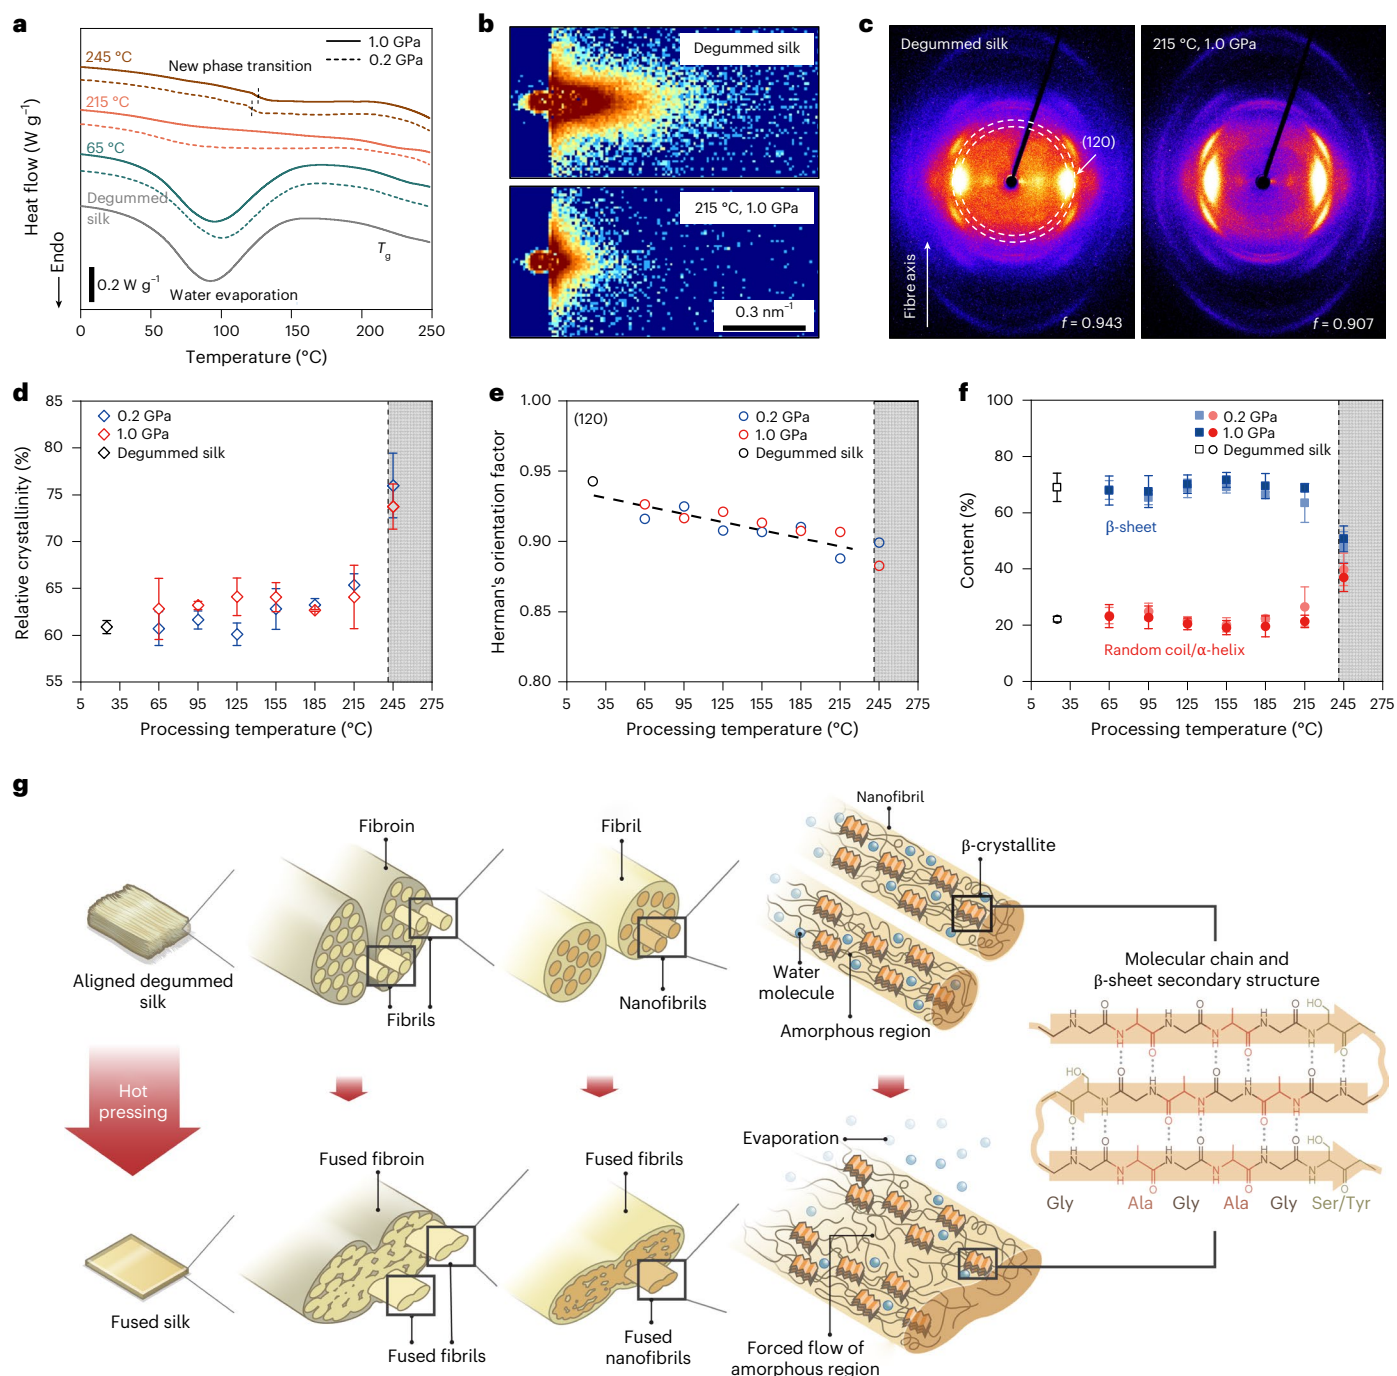 a
1.0 GPa
0.2 GPa
245 °C
New phase transition
215 °C
65 °C
Degummed
silk
Tg
0.2 W g⁻¹
Water evaporation
Heat flow (W g⁻¹)
Endo
0 50 100 150 200 250
Temperature (°C)
b
Degummed silk
215 °C, 1.0 GPa
0.3 nm⁻¹
c
Degummed silk
(120)
Fibre axis
f = 0.943
215 °C, 1.0 GPa
f = 0.907
d
85
80
75
70
65
60
55
Relative crystallinity (%)
0.2 GPa
1.0 GPa
Degummed silk
5 35 65 95 125 155 185 215 245 275
Processing temperature (°C)
e
1.00
0.95
0.90
0.85
0.80
Herman's orientation factor
(120)
0.2 GPa
1.0 GPa
Degummed silk
5 35 65 95 125 155 185 215 245 275
Processing temperature (°C)
f
100
80
60
40
20
0
Content (%)
0.2 GPa
1.0 GPa
Degummed silk
β-sheet
Random coil/α-helix
5 35 65 95 125 155 185 215 245 275
Processing temperature (°C)
g
Aligned degummed
silk
Fibroin
Fibrils
Fibril
Nanofibrils
Nanofibril
β-crystallite
Water
molecule
Amorphous region
Molecular chain and
β-sheet secondary structure
O H N O H N O HO
N H O N H O N H O
HO H N O H N O H N
O N H O N H O N H
O H N O H N O HO
N H O N H O N H O
Gly Ala Gly Ala Gly Ser/Tyr
Hot
pressing
Fused silk
Fused fibroin
Fused fibrils
Fused fibrils
Fused
nanofibrils
Evaporation
Forced flow of
amorphous region